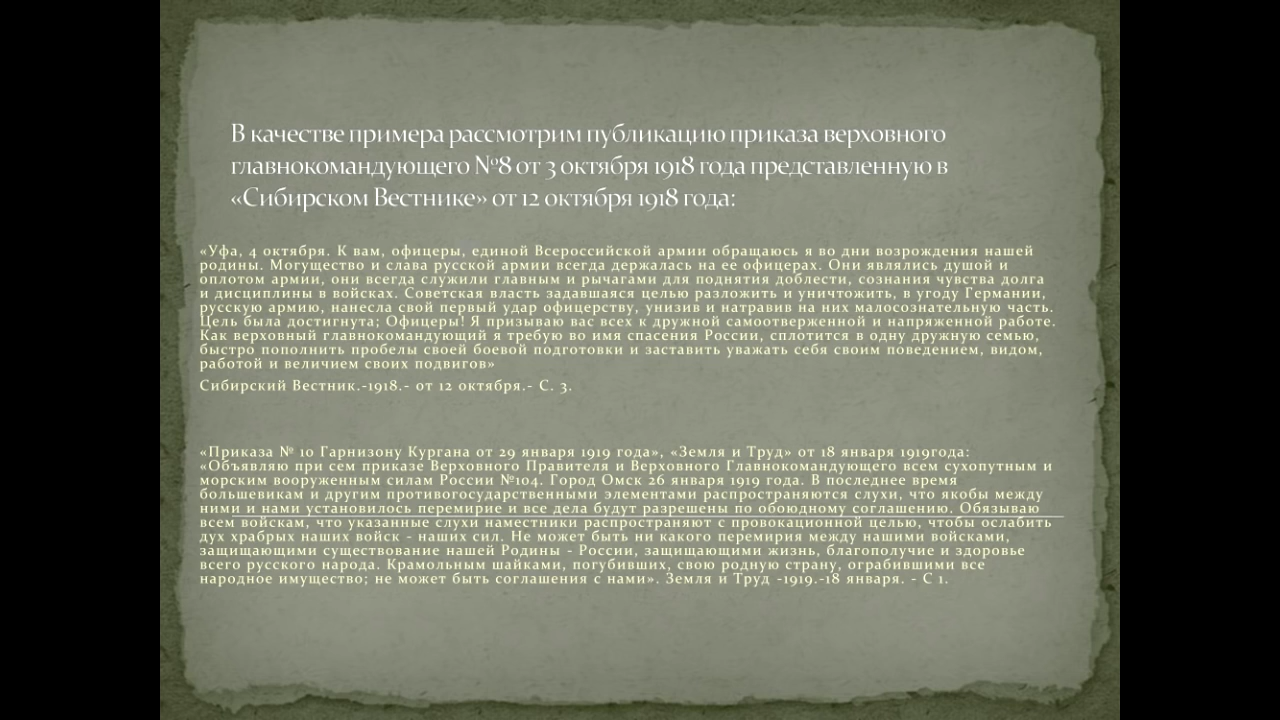 В качестве примера рассмотрим публикацию приказа верховного
главнокомандующего №8 от 3 октября 1918 года представленную в
«Сибирском Вестнике» от 12 октября 1918 года:
«Уфа, 4 октября. К вам, офицеры, единой Всероссийской армии обращаюсь я во дни возрождения нашей
родины. Могущество и слава русской армии всегда держалась на ее офицерах. Они являлись душой и
оплотом армии, они всегда служили главным и рычагами для поднятия доблести, сознания чувства долга
и дисциплины в войсках. Советская власть задавшаяся целью разложить и уничтожить, в угоду Германии,
русскую армию, нанесла свой первый удар офицерству, унизив и натравив на них малосознательную часть.
Цель была достигнута; Офицеры! Я призываю вас всех к дружной самоотверженной и напряженной работе.
Как верховный главнокомандующий я требую во имя спасения России, сплотится в одну дружную семью,
быстро пополнить пробелы своей боевой подготовки и заставить уважать себя своим поведением, видом,
работой и величием своих подвигов»
Сибирский Вестник.-1918.- от 12 октября.- С. 3.
«Приказа № 10 Гарнизону Кургана от 29 января 1919 года», «Земля и Труд» от 18 января 1919года:
«Объявляю при сем приказе Верховного Правителя и Верховного Главнокомандующего всем сухопутным и
морским вооруженным силам России №104. Город Омск 26 января 1919 года. В последнее время
большевикам и другим противогосударственными элементами распространяются слухи, что якобы между
ними и нами установилось перемирие и все дела будут разрешены по обоюдному соглашению. Обязываю
всем войскам, что указанные слухи наместники распространяют с провокационной целью, чтобы ослабить
дух храбрых наших войск - наших сил. Не может быть ни какого перемирия между нашими войсками,
защищающими существование нашей Родины - России, защищающими жизнь, благополучие и здоровье
всего русского народа. Крамольным шайками, погубивших, свою родную страну, ограбившими все
народное имущество; не может быть соглашения с нами». Земля и Труд -1919.-18 января. - С 1.